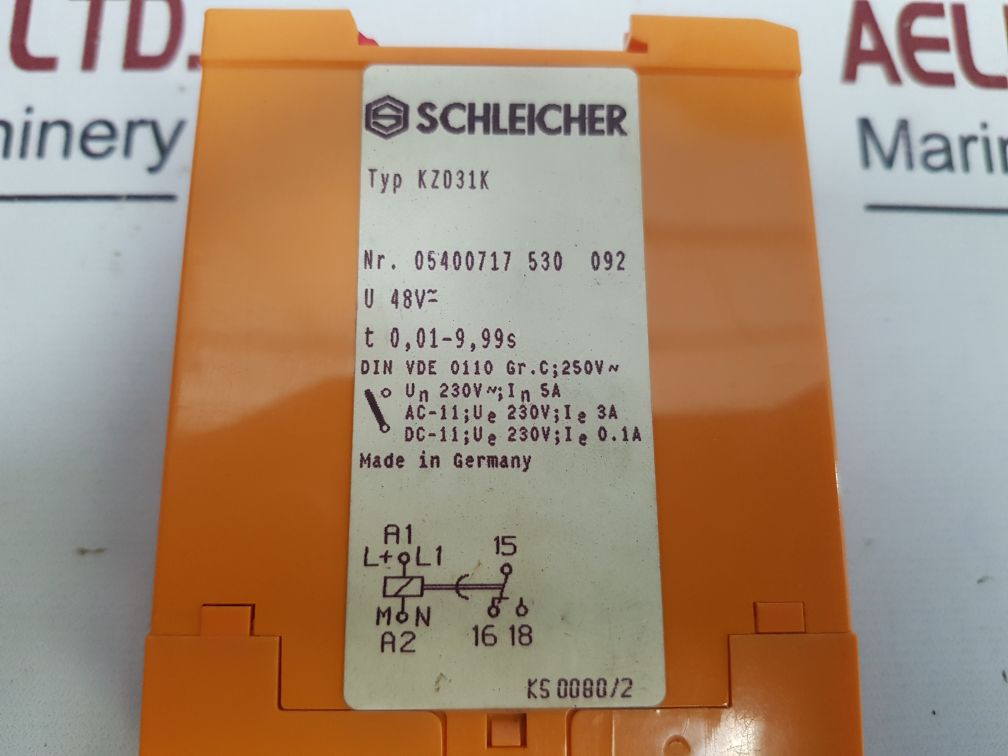 LTD.
AEL
hinery
Marin
SCHLEICHER
Typ KZ031K
Nr. 05400717 530 092
U 48V≂
t 0,01-9,99s
DIN VDE 0110 Gr.C;250V~
Un 230V~;In 5A
AC-11;Ue 230V;Ie 3A
DC-11;Ue 230V;Ie 0.1A
Made in Germany
A1
L+ L1
15
M N
A2
16 18
KS 0080/2